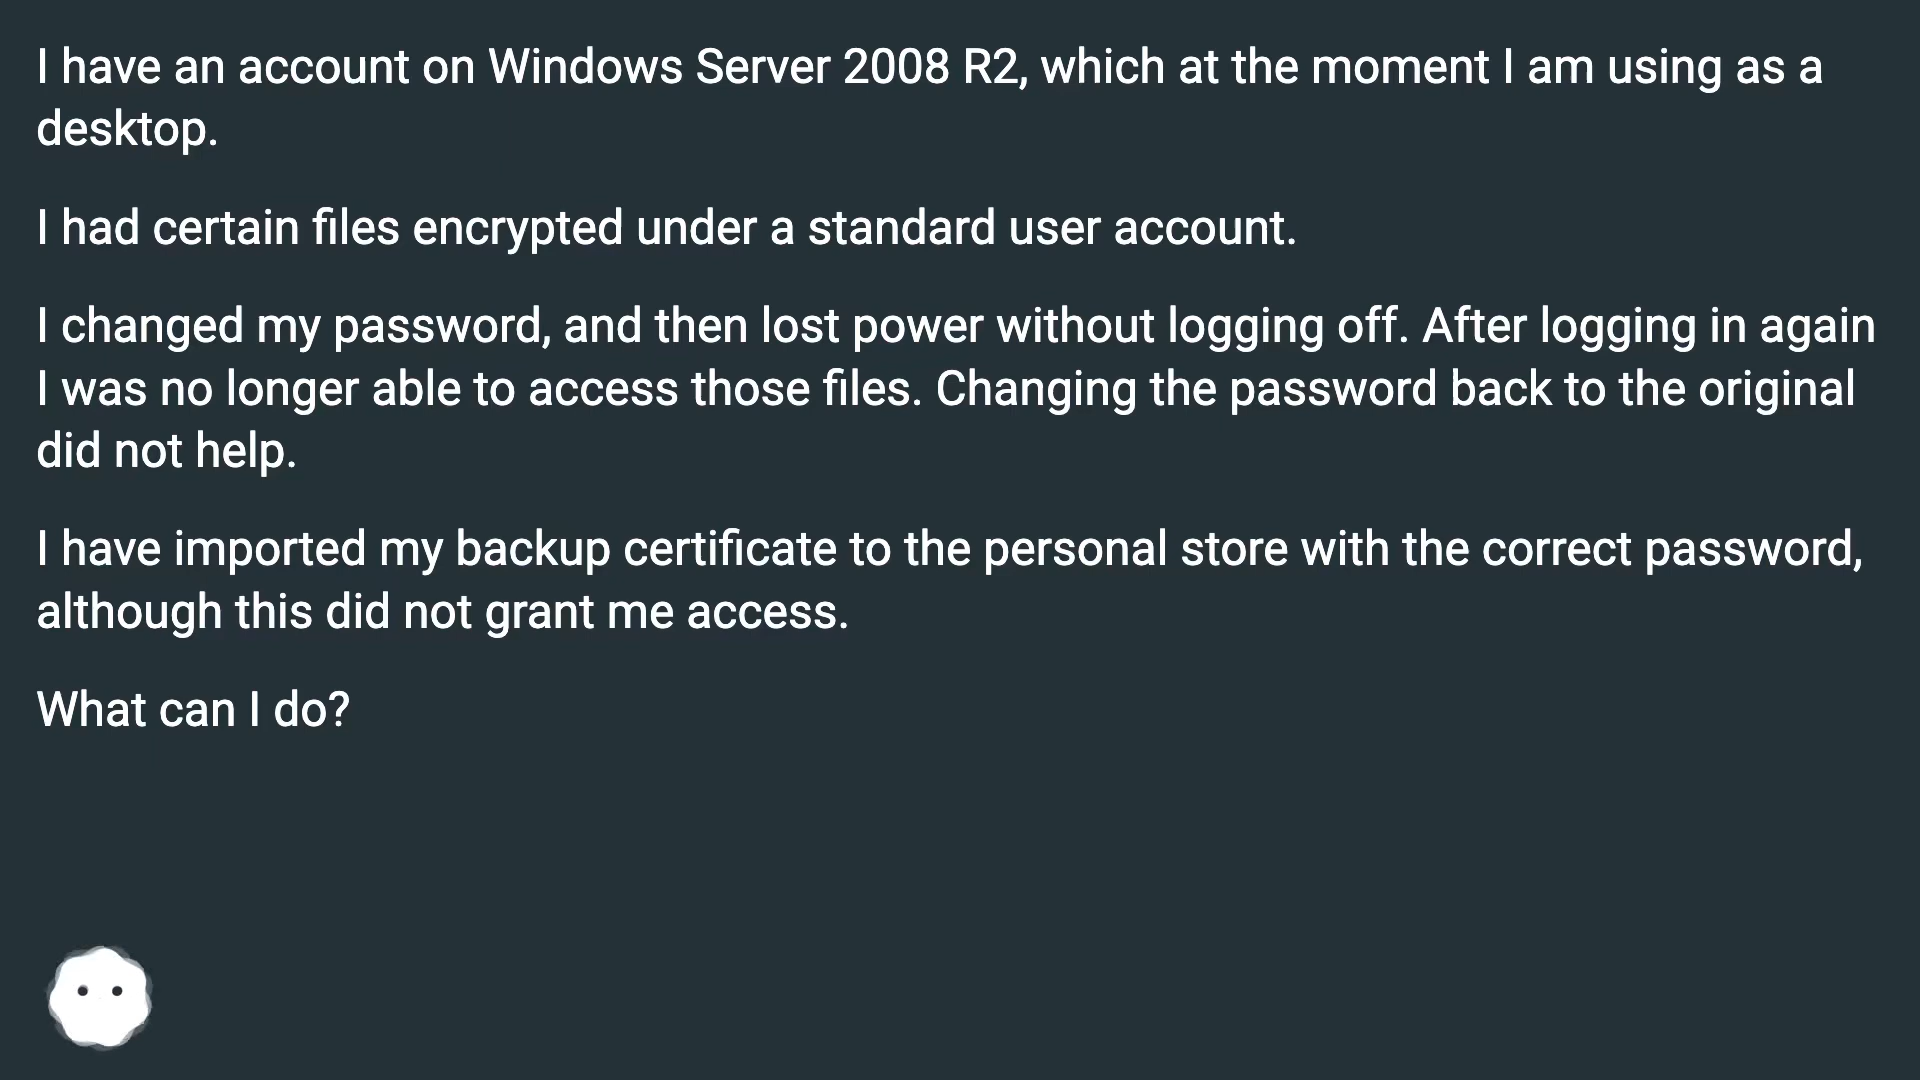 I have an account on Windows Server 2008 R2, which at the moment I am using as a
desktop.
I had certain files encrypted under a standard user account.
I changed my password, and then lost power without logging off. After logging in again
I was no longer able to access those files. Changing the password back to the original
did not help.
I have imported my backup certificate to the personal store with the correct password,
although this did not grant me access.
What can I do?